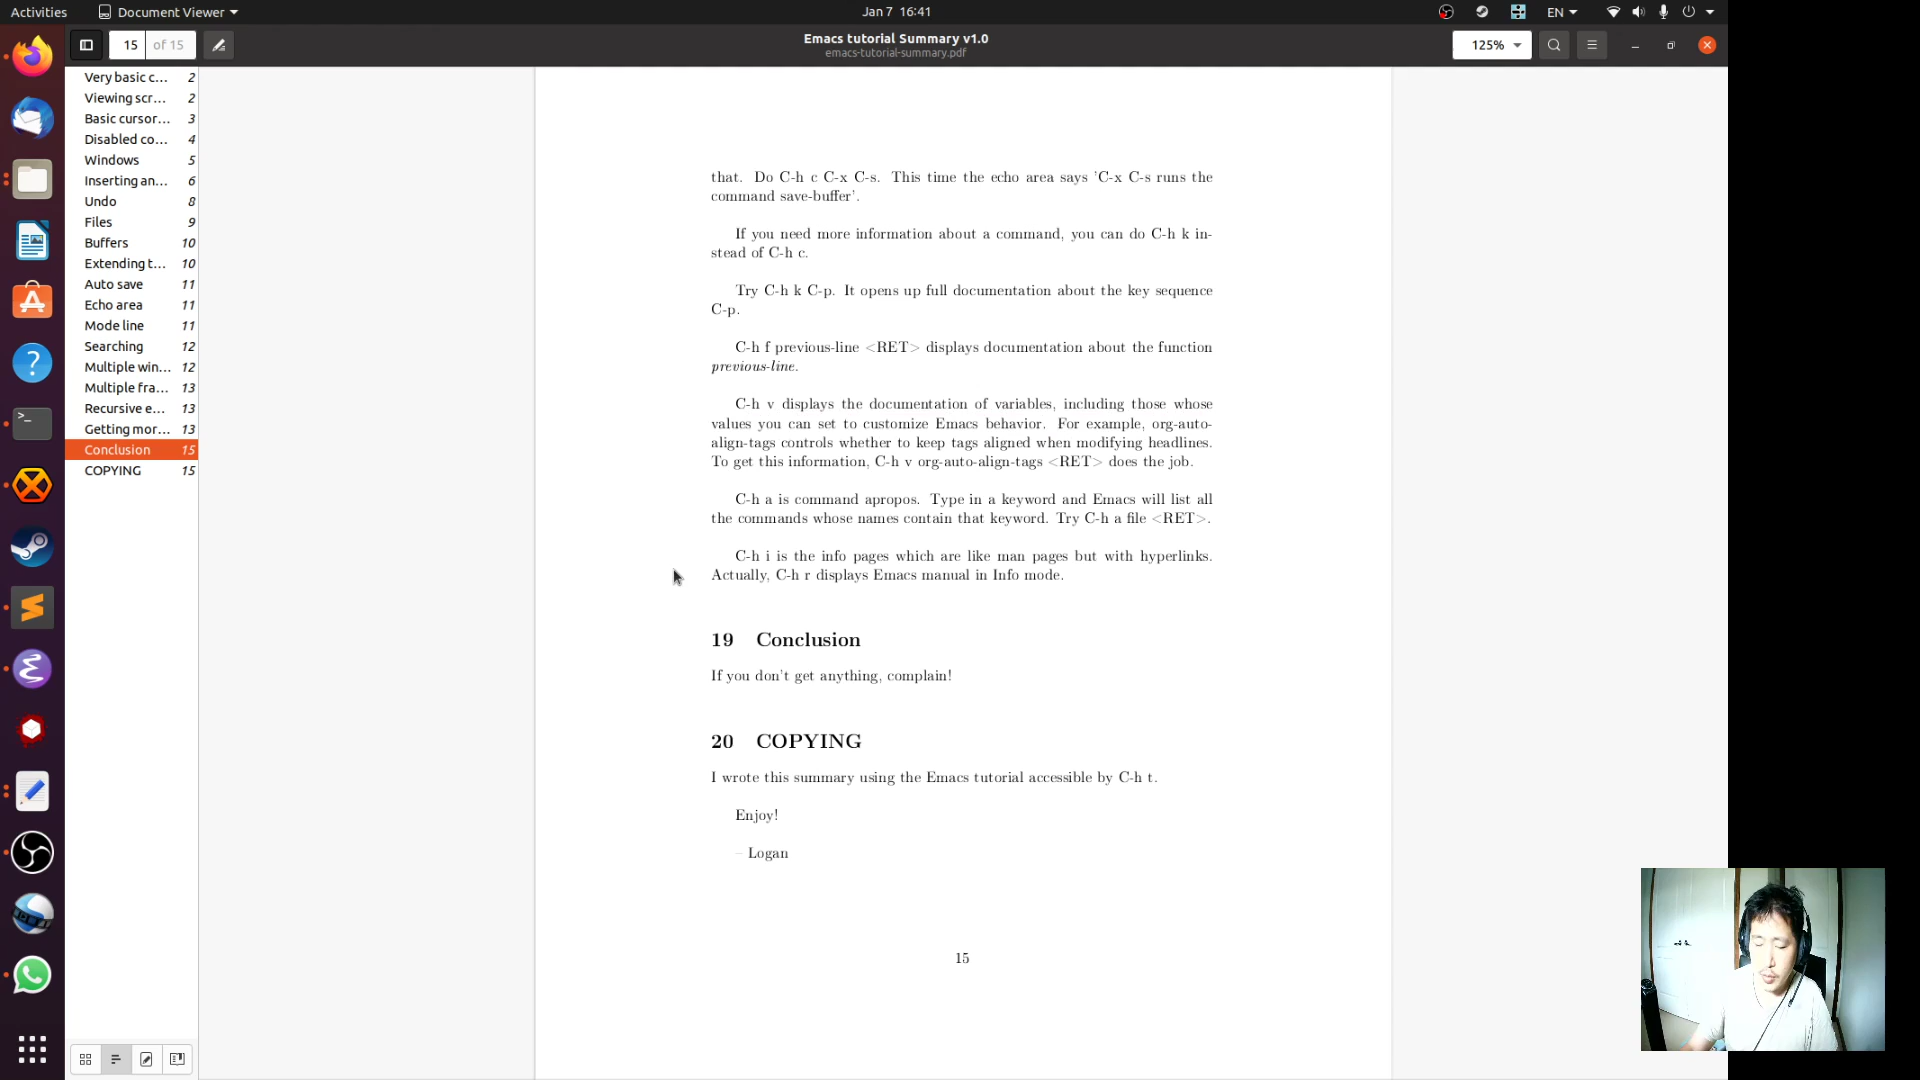 Activities
Document Viewer
Jan 7 16:41
EN
15 of 15
Emacs tutorial Summary v1.0
emacs-tutorial-summary.pdf
125%
Very basic c... 2
Viewing scr... 2
Basic cursor... 3
Disabled co... 4
Windows 5
Inserting an... 6
Undo 8
Files 9
Buffers 10
Extending t... 10
Auto save 11
Echo area 11
Mode line 11
Searching 12
Multiple win... 12
Multiple fra... 13
Recursive e... 13
Getting mor... 13
Conclusion 15
COPYING 15
that. Do C-h c C-x C-s. This time the echo area says 'C-x C-s runs the
command save-buffer'.
If you need more information about a command, you can do C-h k in-
stead of C-h c.
Try C-h k C-p. It opens up full documentation about the key sequence
C-p.
C-h f previous-line <RET> displays documentation about the function
previous-line.
C-h v displays the documentation of variables, including those whose
values you can set to customize Emacs behavior. For example, org-auto-
align-tags controls whether to keep tags aligned when modifying headlines.
To get this information, C-h v org-auto-align-tags <RET> does the job.
C-h a is command apropos. Type in a keyword and Emacs will list all
the commands whose names contain that keyword. Try C-h a file <RET>.
C-h i is the info pages which are like man pages but with hyperlinks.
Actually, C-h r displays Emacs manual in Info mode.
19 Conclusion
If you don't get anything, complain!
20 COPYING
I wrote this summary using the Emacs tutorial accessible by C-h t.
Enjoy!
– Logan
15